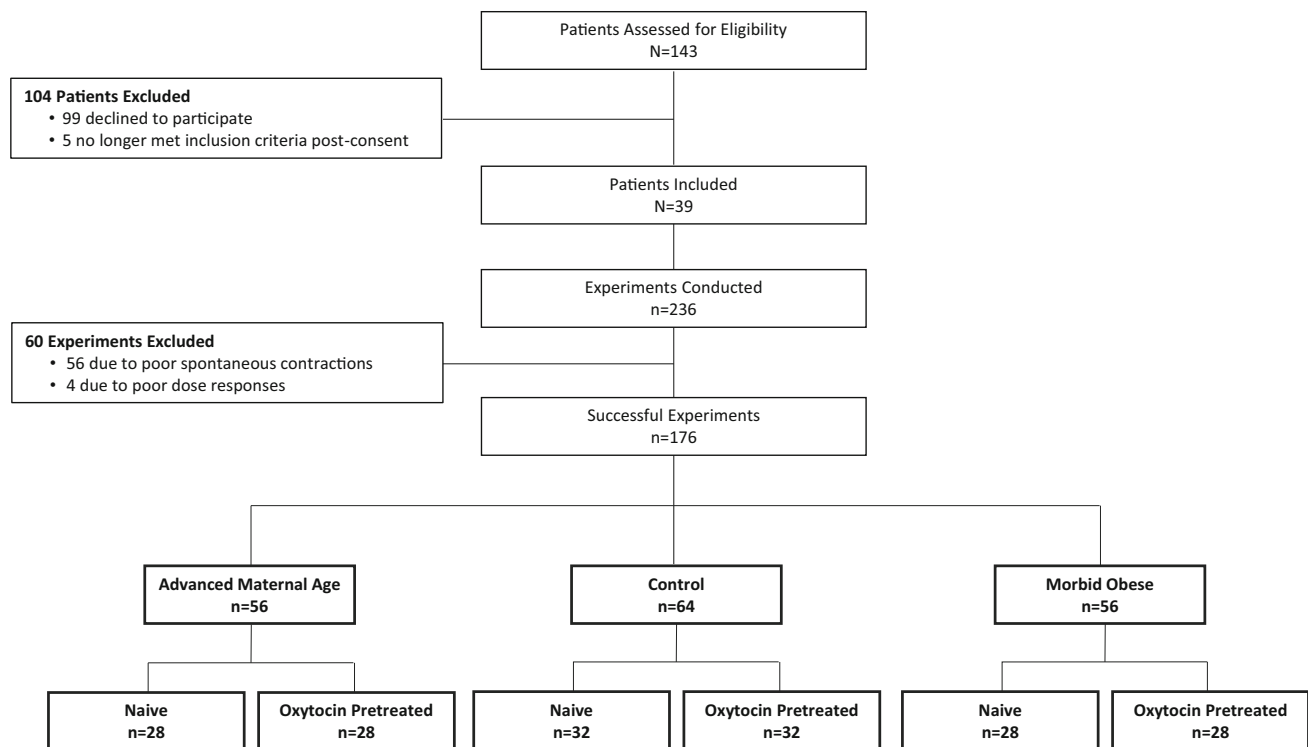 Patients Assessed for Eligibility
N=143
104 Patients Excluded
• 99 declined to participate
• 5 no longer met inclusion criteria post-consent
Patients Included
N=39
Experiments Conducted
n=236
60 Experiments Excluded
• 56 due to poor spontaneous contractions
• 4 due to poor dose responses
Successful Experiments
n=176
Advanced Maternal Age
n=56
Control
n=64
Morbid Obese
n=56
Naive
n=28
Oxytocin Pretreated
n=28
Naive
n=32
Oxytocin Pretreated
n=32
Naive
n=28
Oxytocin Pretreated
n=28